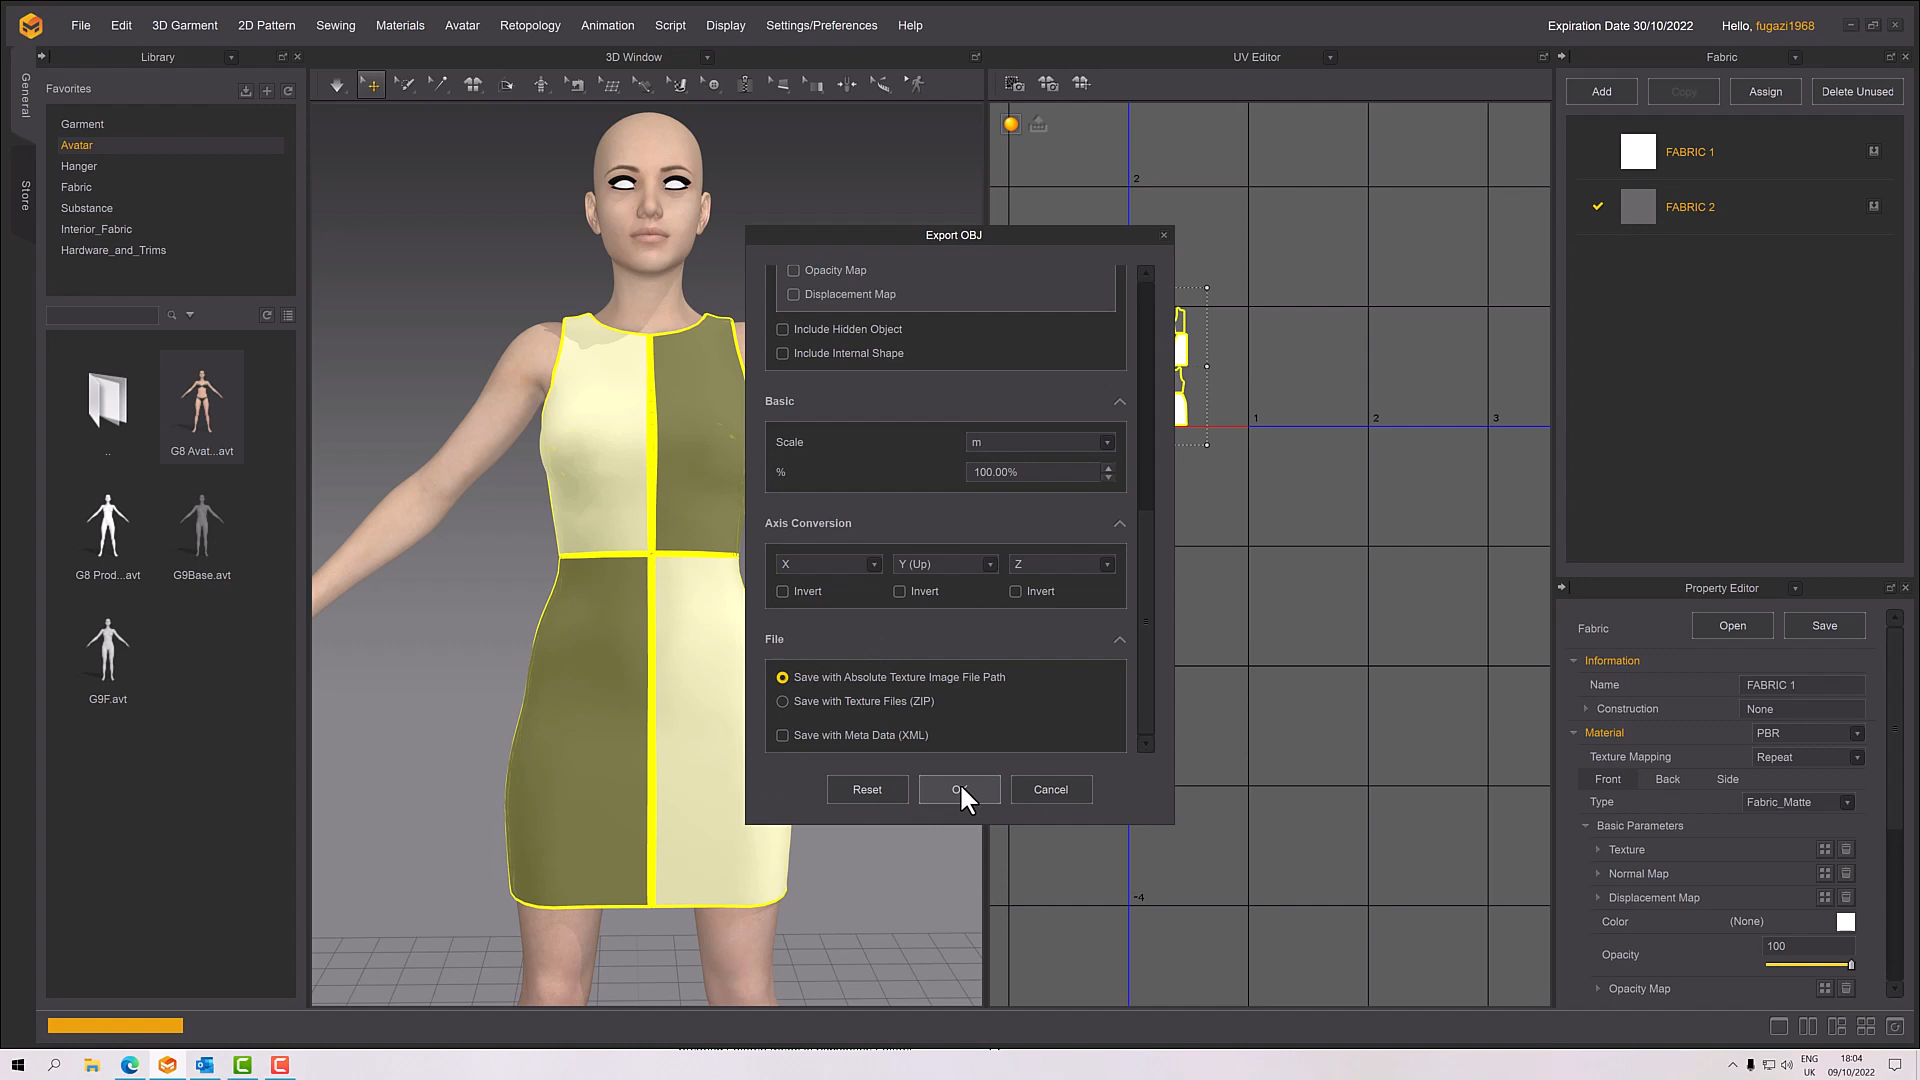 File Edit 3D Garment 2D Pattern Sewing Materials Avatar Retopology Animation Script Display Settings/Preferences Help Expiration Date 30/10/2022 Hello, fugazi1968
Library 3D Window UV Editor Fabric
General
Store
Favorites
Garment
Avatar
Hanger
Fabric
Substance
Interior_Fabric
Hardware_and_Trims
..
G8 Avat...avt
G8 Prod...avt
G9Base.avt
G9F.avt
2
1
2
3
-4
Export OBJ
Opacity Map
Displacement Map
Include Hidden Object
Include Internal Shape
Basic
Scale m
% 100.00%
Axis Conversion
X Y (Up) Z
Invert Invert Invert
File
Save with Absolute Texture Image File Path
Save with Texture Files (ZIP)
Save with Meta Data (XML)
Reset Cancel
Add Copy Assign Delete Unused
FABRIC 1
FABRIC 2
Property Editor
Fabric Open Save
Information
Name FABRIC 1
Construction None
Material PBR
Texture Mapping Repeat
Front Back Side
Type Fabric_Matte
Basic Parameters
Texture
Normal Map
Displacement Map
Color (None)
Opacity 100
Opacity Map
ENG
UK
18:04
09/10/2022